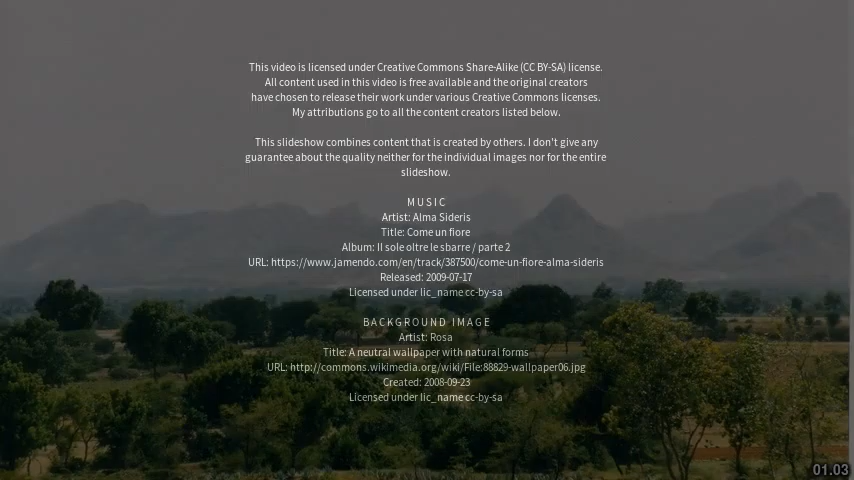 This video is licensed under Creative Commons Share-Alike (CC BY-SA) license.
All content used in this video is free available and the original creators
have chosen to release their work under various Creative Commons licenses.
My attributions go to all the content creators listed below.
This slideshow combines content that is created by others. I don't give any
guarantee about the quality neither for the individual images nor for the entire
slideshow.
MUSIC
Artist: Alma Sideris
Title: Come un fiore
Album: Il sole oltre le sbarre / parte 2
URL: https://www.jamendo.com/en/track/387500/come-un-fiore-alma-sideris
Released: 2009-07-17
Licensed under lic_name cc-by-sa
BACKGROUND IMAGE
Artist: Rosa
Title: A neutral wallpaper with natural forms
URL: http://commons.wikimedia.org/wiki/File:88829-wallpaper06.jpg
Created: 2008-09-23
Licensed under lic_name cc-by-sa
01.03